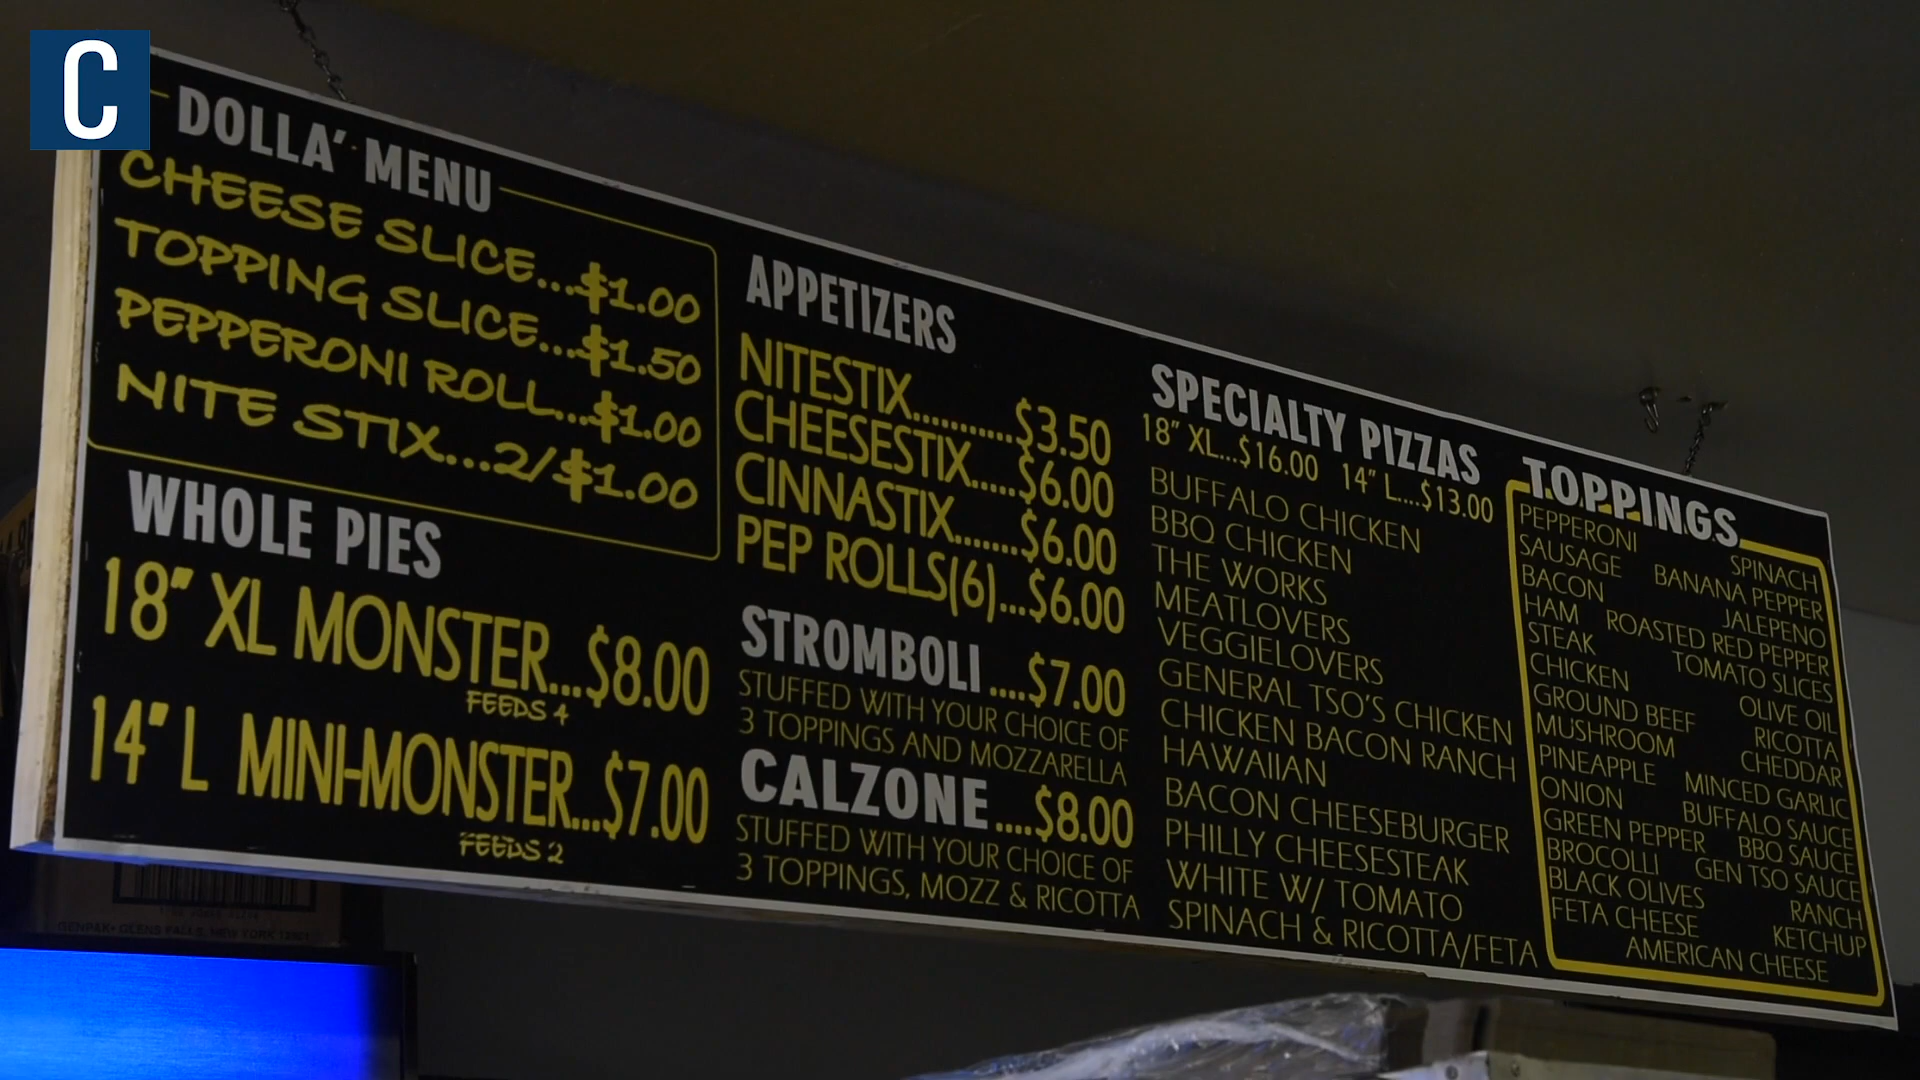 C
DOLLA' MENU
CHEESE SLICE...$1.00
TOPPING SLICE...$1.50
PEPPERONI ROLL...$1.00
NITE STIX...2/$1.00
WHOLE PIES
18" XL MONSTER...$8.00
FEEDS 4
14" L MINI-MONSTER...$7.00
FEEDS 2
APPETIZERS
NITESTIX..........$3.50
CHEESESTIX.....$6.00
CINNASTIX.......$6.00
PEP ROLLS(6)...$6.00
STROMBOLI ....$7.00
STUFFED WITH YOUR CHOICE OF
3 TOPPINGS AND MOZZARELLA
CALZONE ....$8.00
STUFFED WITH YOUR CHOICE OF
3 TOPPINGS, MOZZ & RICOTTA
SPECIALTY PIZZAS
18" XL...$16.00 14" L....$13.00
BUFFALO CHICKEN
BBQ CHICKEN
THE WORKS
MEATLOVERS
VEGGIELOVERS
GENERAL TSO'S CHICKEN
CHICKEN BACON RANCH
HAWAIIAN
BACON CHEESEBURGER
PHILLY CHEESESTEAK
WHITE W/ TOMATO
SPINACH & RICOTTA/FETA
TOPPINGS
PEPPERONI
SAUSAGE
BACON
HAM
STEAK
CHICKEN
GROUND BEEF
MUSHROOM
PINEAPPLE
ONION
GREEN PEPPER
BROCOLLI
BLACK OLIVES
FETA CHEESE
SPINACH
BANANA PEPPER
JALEPENO
ROASTED RED PEPPER
TOMATO SLICES
OLIVE OIL
RICOTTA
CHEDDAR
MINCED GARLIC
BUFFALO SAUCE
BBQ SAUCE
GEN TSO SAUCE
RANCH
KETCHUP
AMERICAN CHEESE